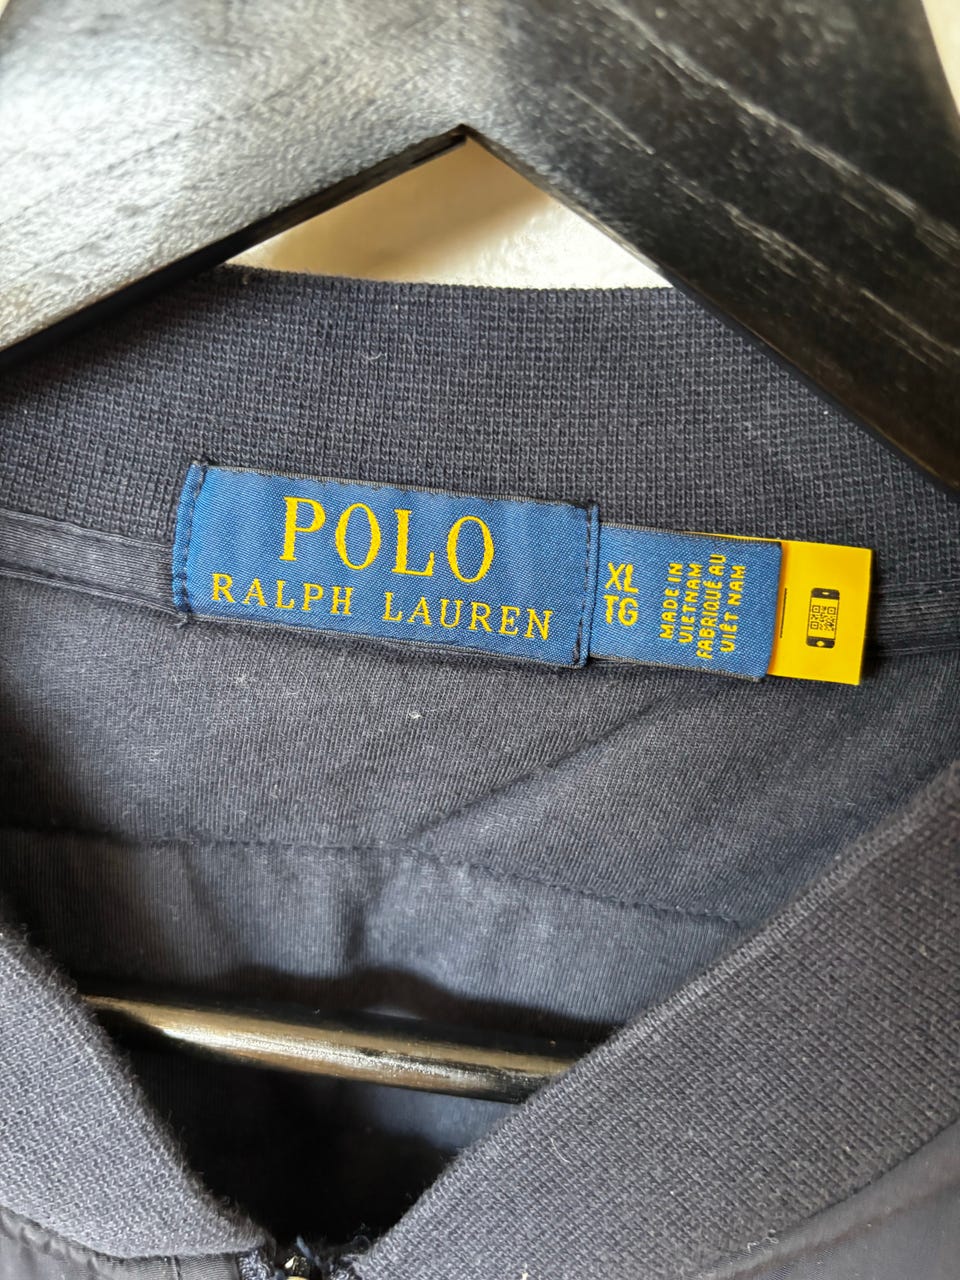 POLO
RALPH LAUREN
XL
TG
MADE IN
VIETNAM
FABRIQUÉ AU
VIÊT NAM